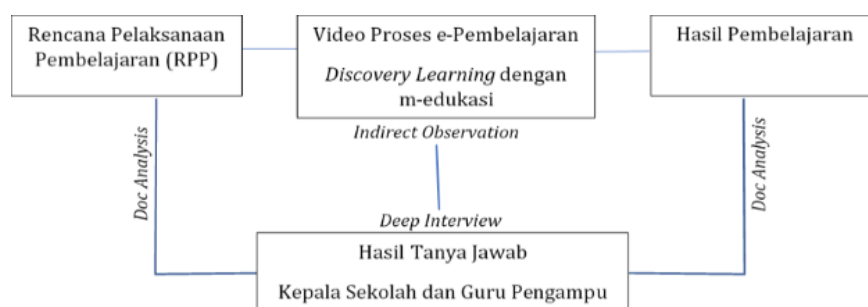 Rencana Pelaksanaan
Pembelajaran (RPP)
Video Proses e-Pembelajaran
Discovery Learning dengan
m-edukasi
Hasil Pembelajaran
Indirect Observation
Doc Analysis
Doc Analysis
Deep Interview
Hasil Tanya Jawab
Kepala Sekolah dan Guru Pengampu